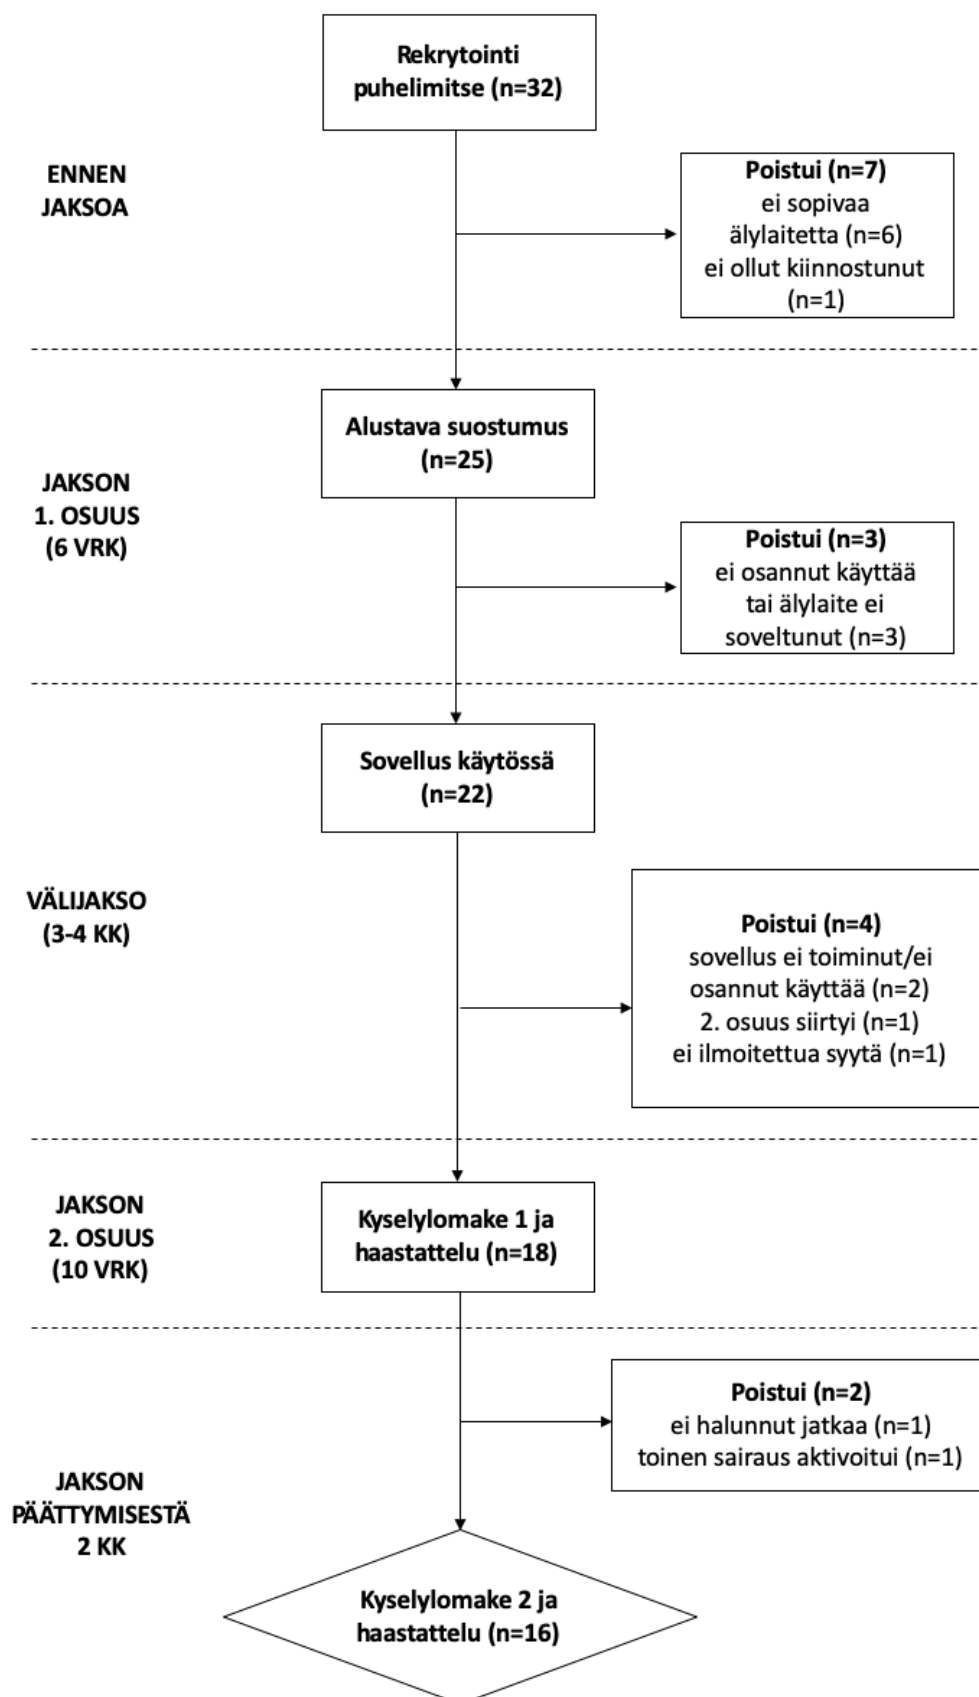 Rekrytointi
puhelimitse (n=32)
ENNEN
JAKSOA
Poistui (n=7)
ei sopivaa
älylaitetta (n=6)
ei ollut kiinnostunut
(n=1)
Alustava suostumus
(n=25)
JAKSON
1. OSUUS
(6 VRK)
Poistui (n=3)
ei osannut käyttää
tai älylaite ei
soveltunut (n=3)
Sovellus käytössä
(n=22)
VÄLIJAKSO
(3-4 KK)
Poistui (n=4)
sovellus ei toiminut/ei
osannut käyttää (n=2)
2. osuus siirtyi (n=1)
ei ilmoitettua syytä (n=1)
JAKSON
2. OSUUS
(10 VRK)
Kyselylomake 1 ja
haastattelu (n=18)
Poistui (n=2)
ei halunnut jatkaa (n=1)
toinen sairaus aktivoitui (n=1)
JAKSON
PÄÄTTYMISESTÄ
2 KK
Kyselylomake 2 ja
haastattelu (n=16)